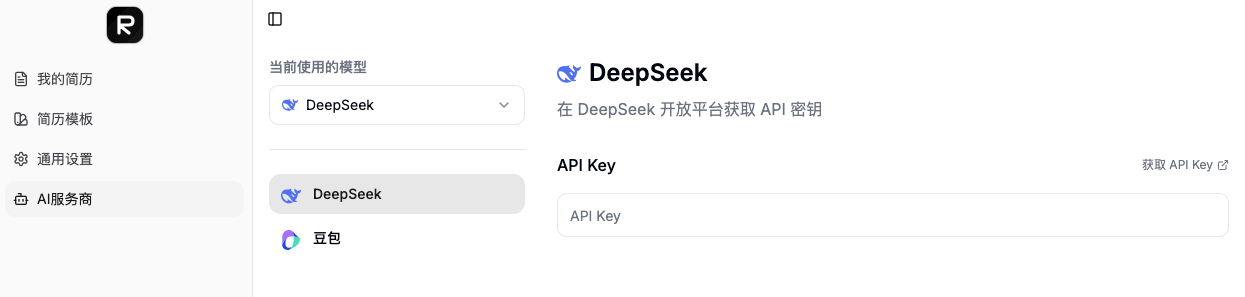 我的简历
简历模板
通用设置
AI服务商
当前使用的模型
DeepSeek
DeepSeek
豆包
DeepSeek
在 DeepSeek 开放平台获取 API 密钥
API Key
获取 API Key
API Key